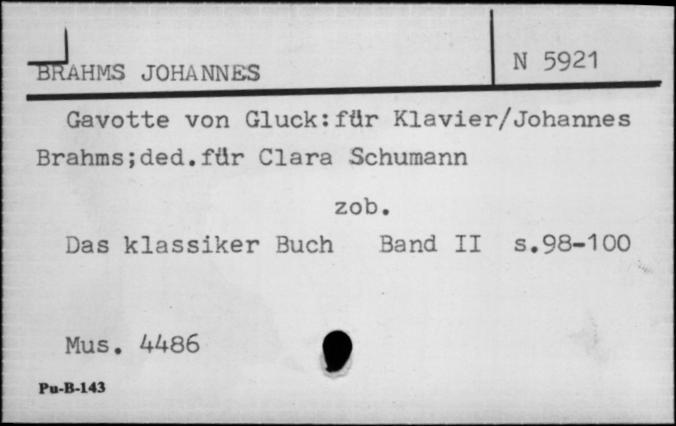 BRAHMS JOHANNES
N 5921
Gavotte von Gluck:für Klavier/Johannes
Brahms;ded.für Clara Schumann
zob.
Das klassiker Buch Band II s.98-100
Mus. 4486
Pu-B-143